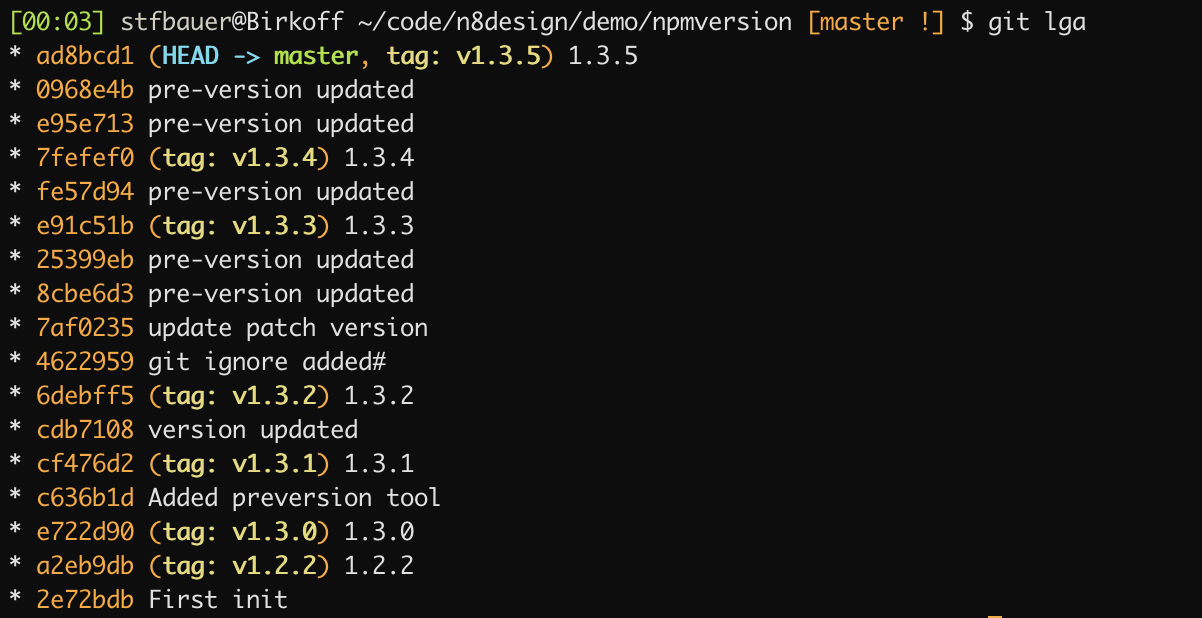 [00:03] stfbauer@Birkoff ~/code/n8design/demo/npmversion [master !] $ git lga
* ad8bcd1 (HEAD -> master, tag: v1.3.5) 1.3.5
* 0968e4b pre-version updated
* e95e713 pre-version updated
* 7fefef0 (tag: v1.3.4) 1.3.4
* fe57d94 pre-version updated
* e91c51b (tag: v1.3.3) 1.3.3
* 25399eb pre-version updated
* 8cbe6d3 pre-version updated
* 7af0235 update patch version
* 4622959 git ignore added#
* 6debff5 (tag: v1.3.2) 1.3.2
* cdb7108 version updated
* cf476d2 (tag: v1.3.1) 1.3.1
* c636b1d Added preversion tool
* e722d90 (tag: v1.3.0) 1.3.0
* a2eb9db (tag: v1.2.2) 1.2.2
* 2e72bdb First init